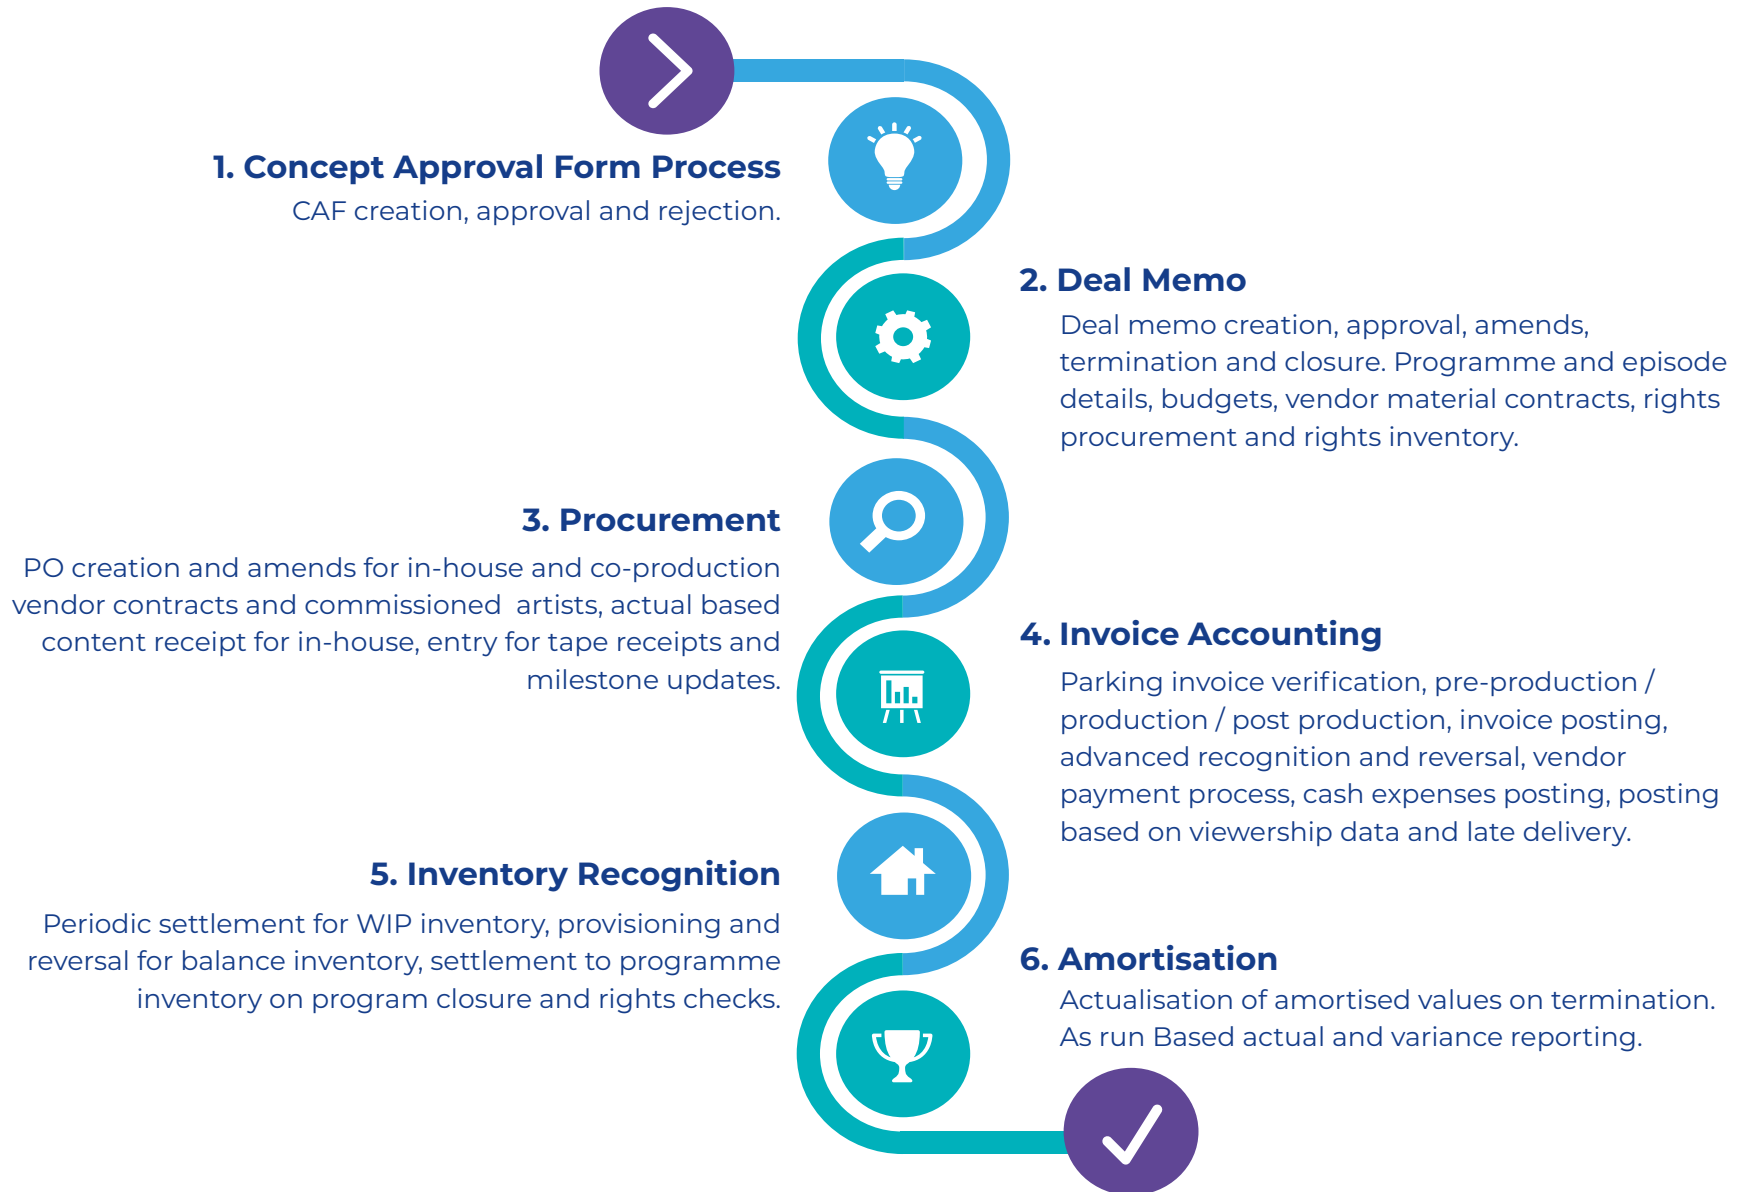 1. Concept Approval Form Process
CAF creation, approval and rejection.
2. Deal Memo
Deal memo creation, approval, amends,
termination and closure. Programme and episode
details, budgets, vendor material contracts, rights
procurement and rights inventory.
3. Procurement
PO creation and amends for in-house and co-production
vendor contracts and commissioned  artists, actual based
content receipt for in-house, entry for tape receipts and
milestone updates.
4. Invoice Accounting
Parking invoice verification, pre-production /
production / post production, invoice posting,
advanced recognition and reversal, vendor
payment process, cash expenses posting, posting
based on viewership data and late delivery.
5. Inventory Recognition
Periodic settlement for WIP inventory, provisioning and
reversal for balance inventory, settlement to programme
inventory on program closure and rights checks.
6. Amortisation
Actualisation of amortised values on termination.
As run Based actual and variance reporting.